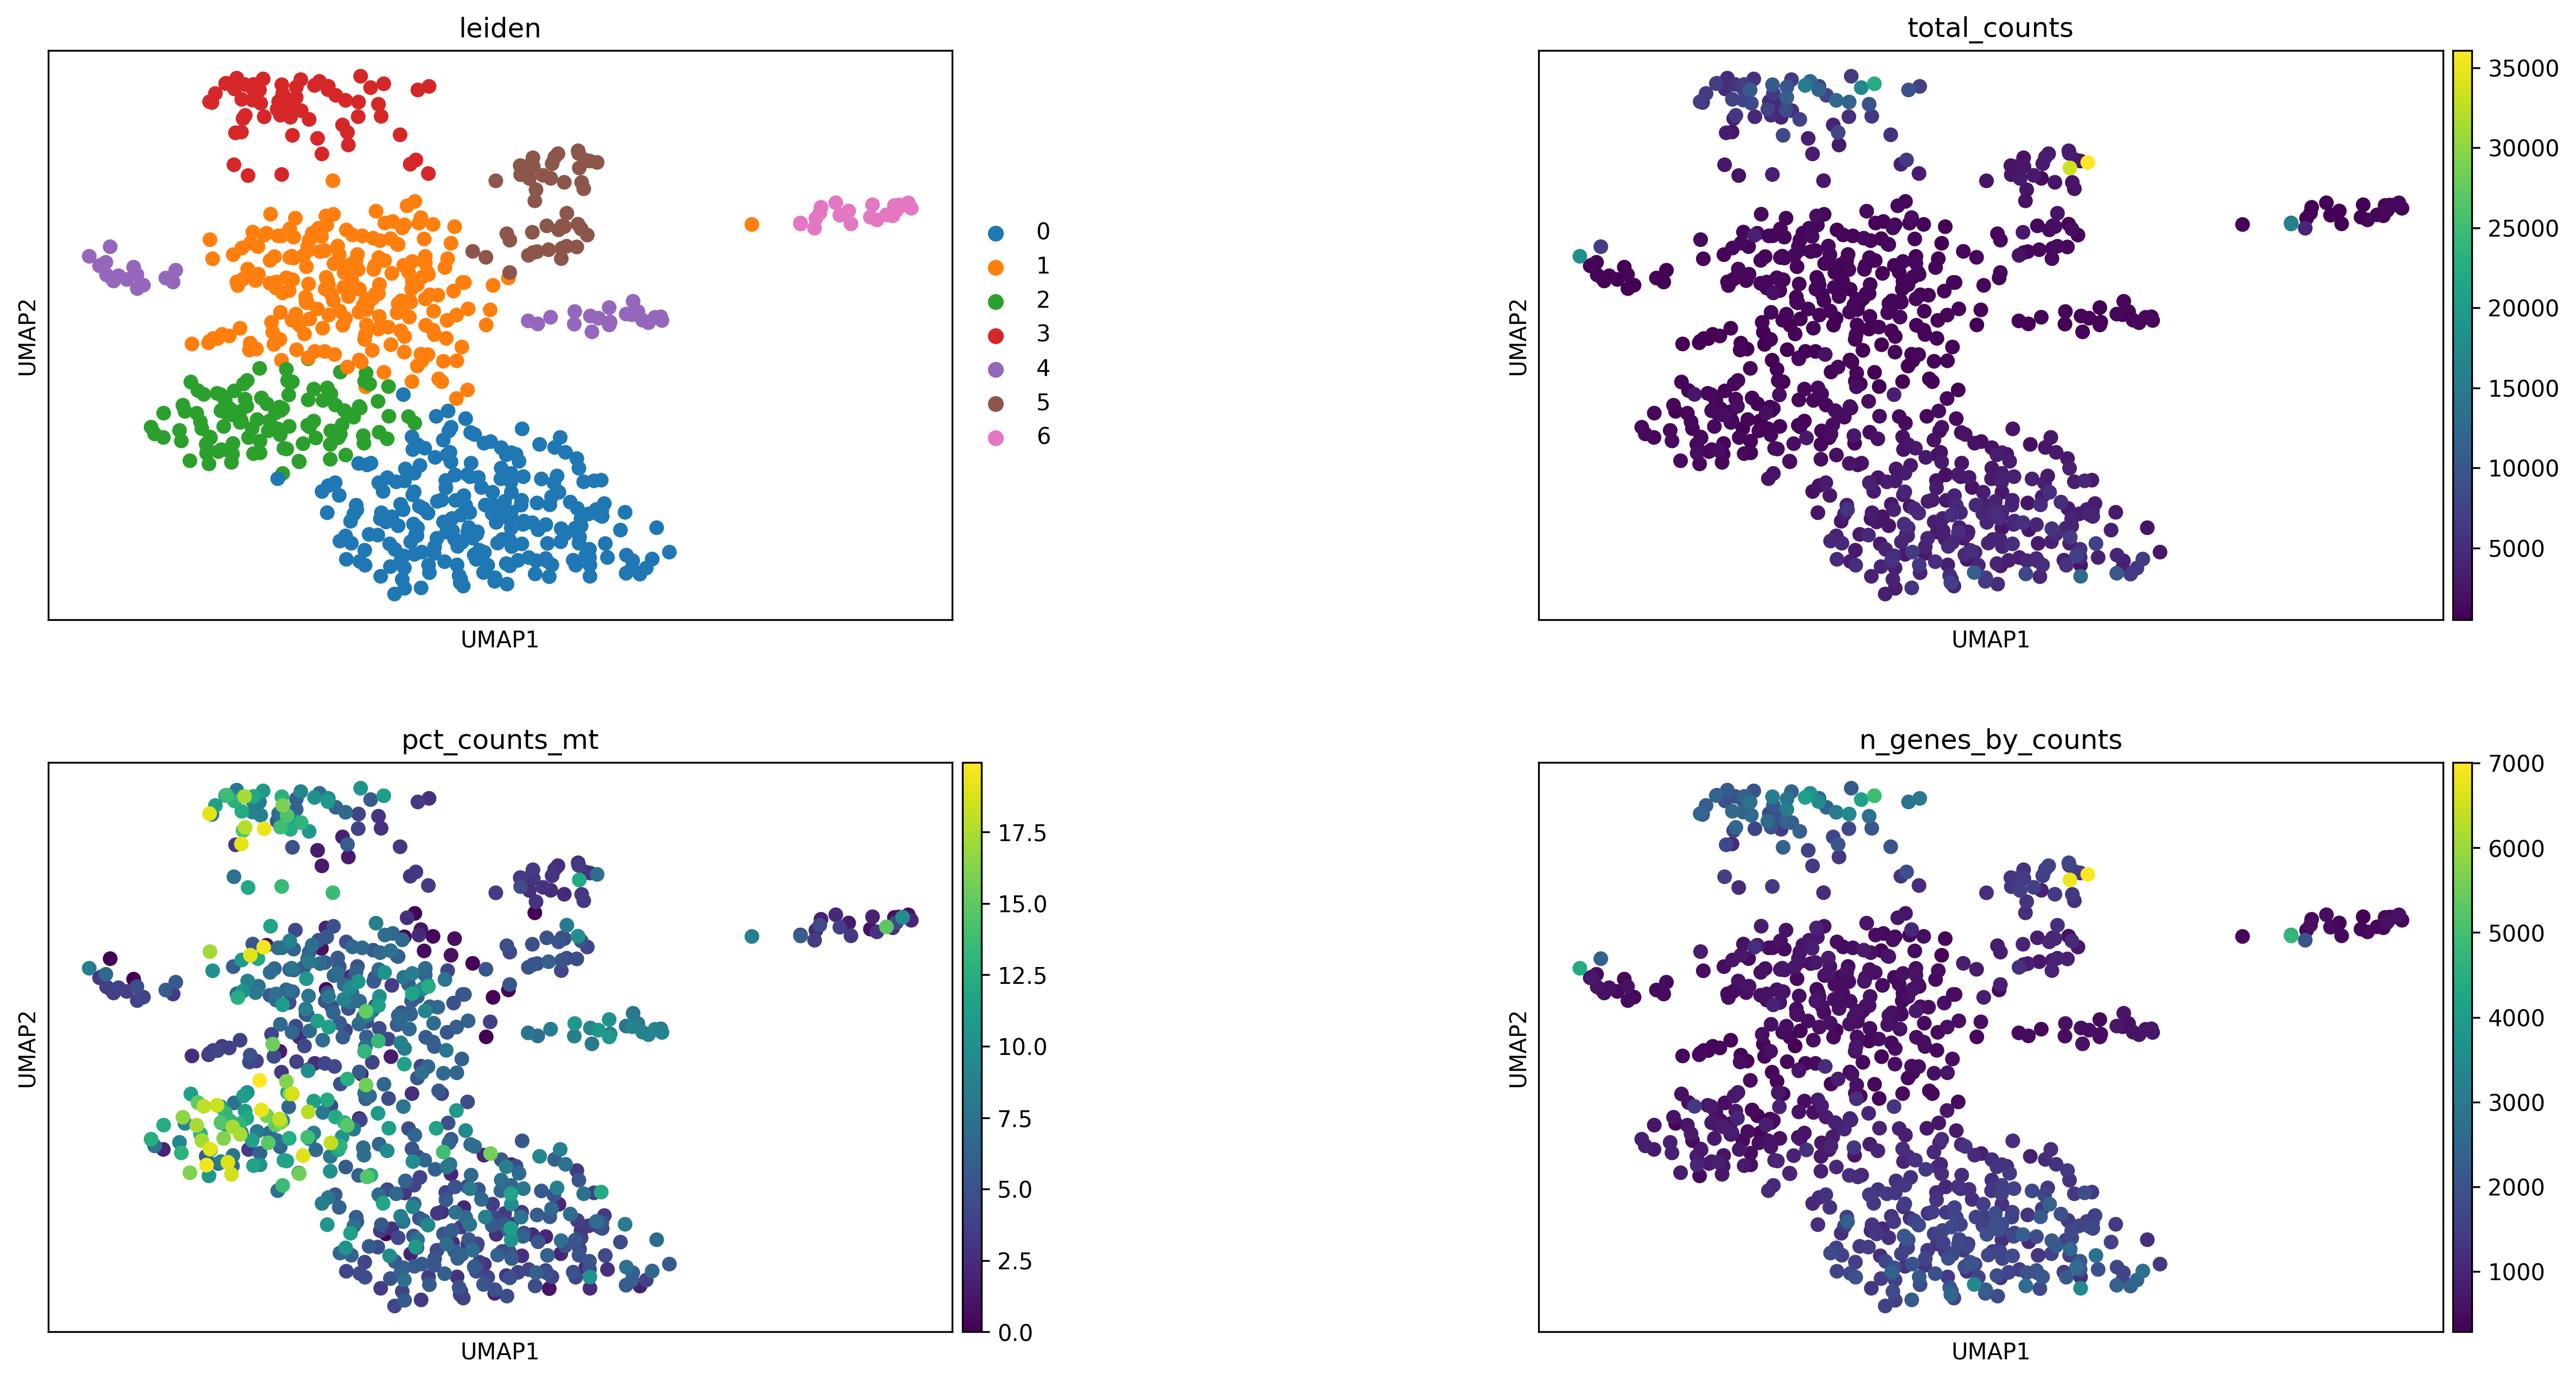 leiden
UMAP2
UMAP1
0
1
2
3
4
5
6
total_counts
UMAP2
UMAP1
35000
30000
25000
20000
15000
10000
5000
pct_counts_mt
UMAP2
UMAP1
17.5
15.0
12.5
10.0
7.5
5.0
2.5
0.0
n_genes_by_counts
UMAP2
UMAP1
7000
6000
5000
4000
3000
2000
1000